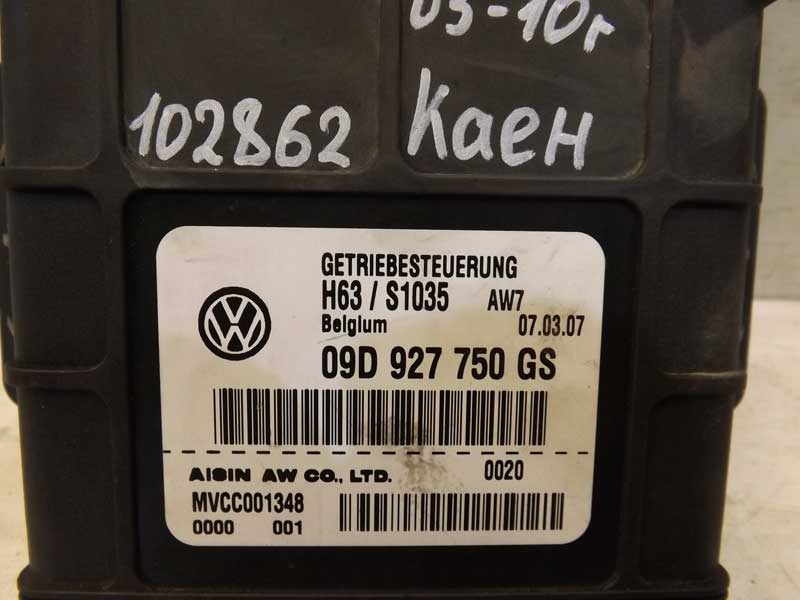 03-10г
102862 Каен
GETRIEBESTEUERUNG
H63 / S1035 AW7
Belgium 07.03.07
09D 927 750 GS
AISIN AW CO., LTD. 0020
MVCC001348
0000 001